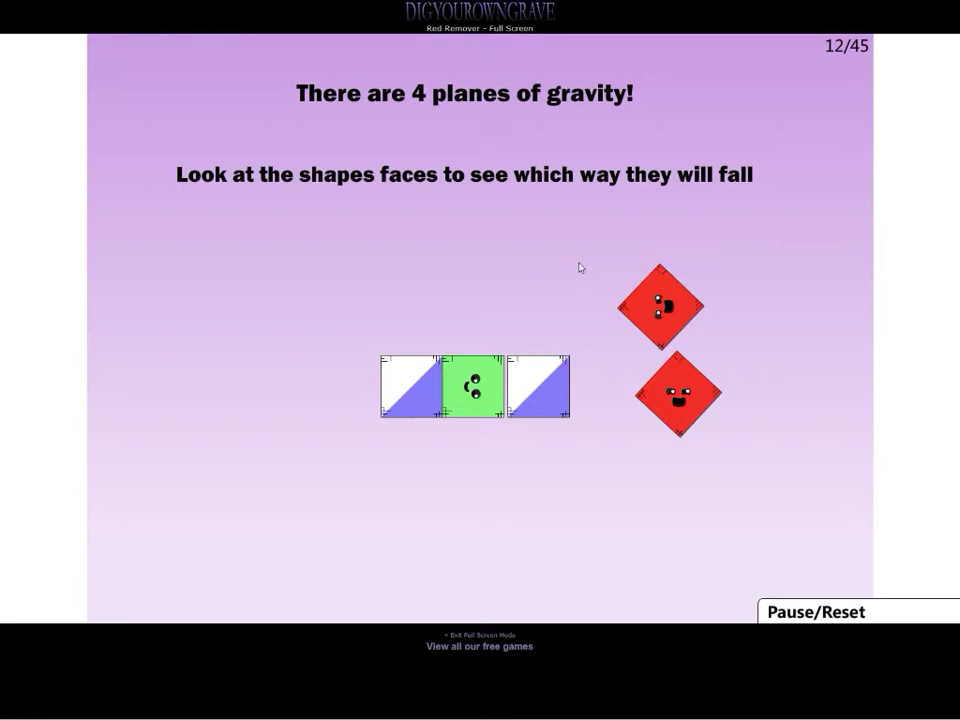 DIGYOUROWNGRAVE
Red Remover - Full Screen
12/45
There are 4 planes of gravity!
Look at the shapes faces to see which way they will fall
Pause/Reset
+ Exit Full Screen Mode
View all our free games